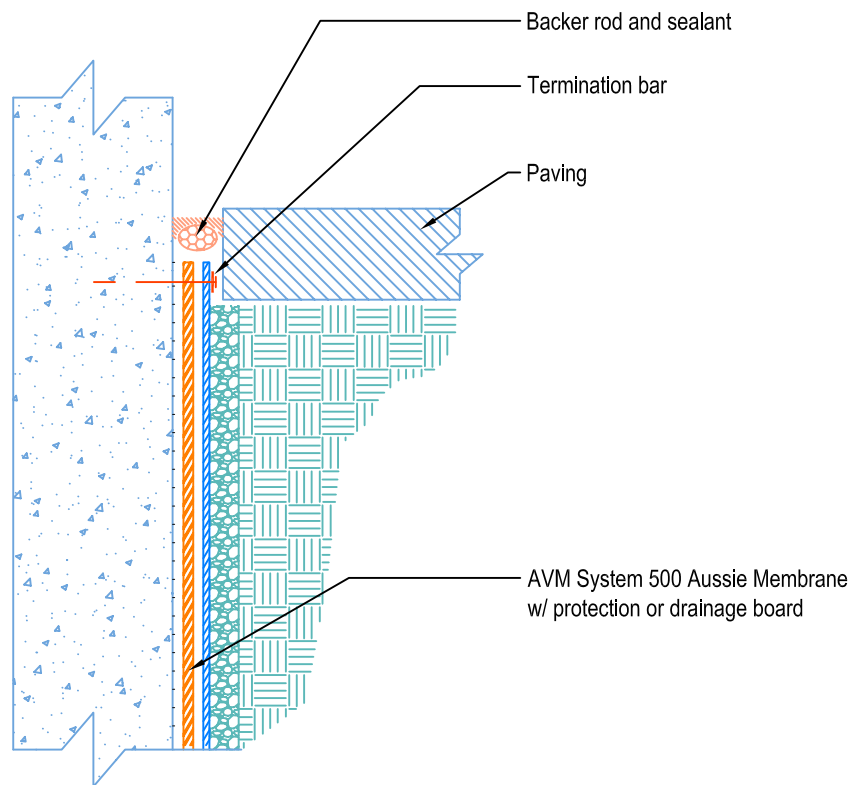 Backer rod and sealant
Termination bar
Paving
AVM System 500 Aussie Membrane
w/ protection or drainage board